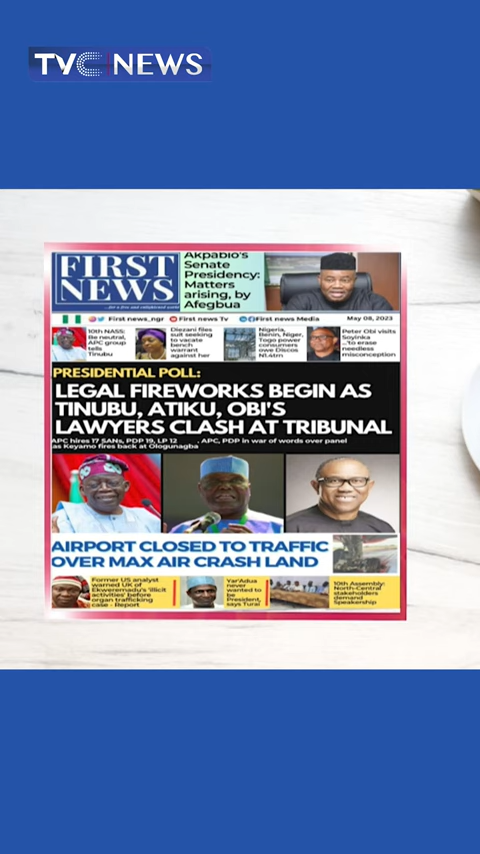 TVC NEWS
FIRST
NEWS
Akpabio's
Senate
Presidency:
Matters
arising, by
Afegbua
First news_ngr
First news Tv
First news Media
May 08, 2023
10th NASS:
Be neutral,
APC group
tells
Tinubu
Diezani files
suit seeking
to vacate
bench
warrant
against her
Nigeria,
Benin, Niger,
Togo power
consumers
owe Discos
N1.4trn
Peter Obi visits
Soyinka
...'to erase
needless
misconception
PRESIDENTIAL POLL:
LEGAL FIREWORKS BEGIN AS
TINUBU, ATIKU, OBI'S
LAWYERS CLASH AT TRIBUNAL
APC hires 17 SANs, PDP 19, LP 12 . APC, PDP in war of words over panel
as Keyamo fires back at Ologunagba
AIRPORT CLOSED TO TRAFFIC
OVER MAX AIR CRASH LAND
Former US analyst
warned UK of
Ekweremadu's 'illicit
activities' before
organ trafficking
case - Report
Yar'Adua
never
wanted to
be
President,
says Turai
10th Assembly:
North-Central
stakeholders
demand
Speakership